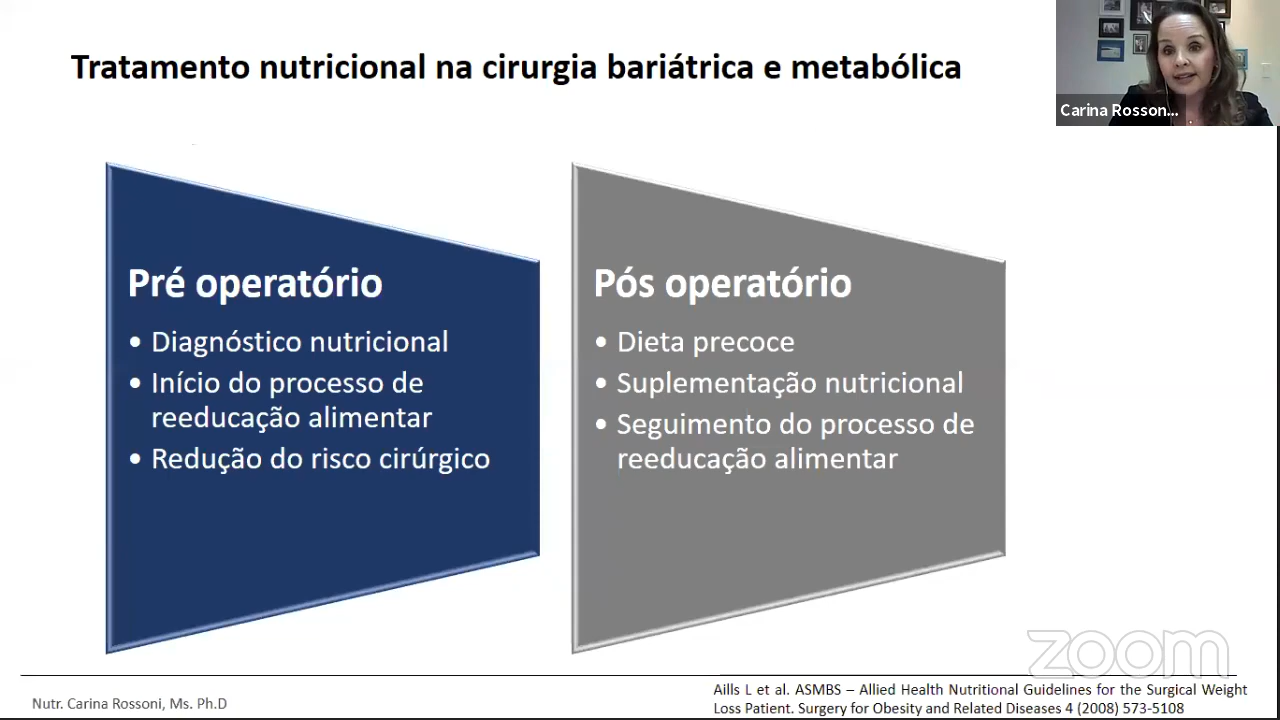 Tratamento nutricional na cirurgia bariátrica e metabólica
Carina Rosson...
Pré operatório
• Diagnóstico nutricional
• Início do processo de
reeducação alimentar
• Redução do risco cirúrgico
Pós operatório
• Dieta precoce
• Suplementação nutricional
• Seguimento do processo de
reeducação alimentar
zoom
Nutr. Carina Rossoni, Ms. Ph.D
Aills L et al. ASMBS – Allied Health Nutritional Guidelines for the Surgical Weight
Loss Patient. Surgery for Obesity and Related Diseases 4 (2008) 573-5108